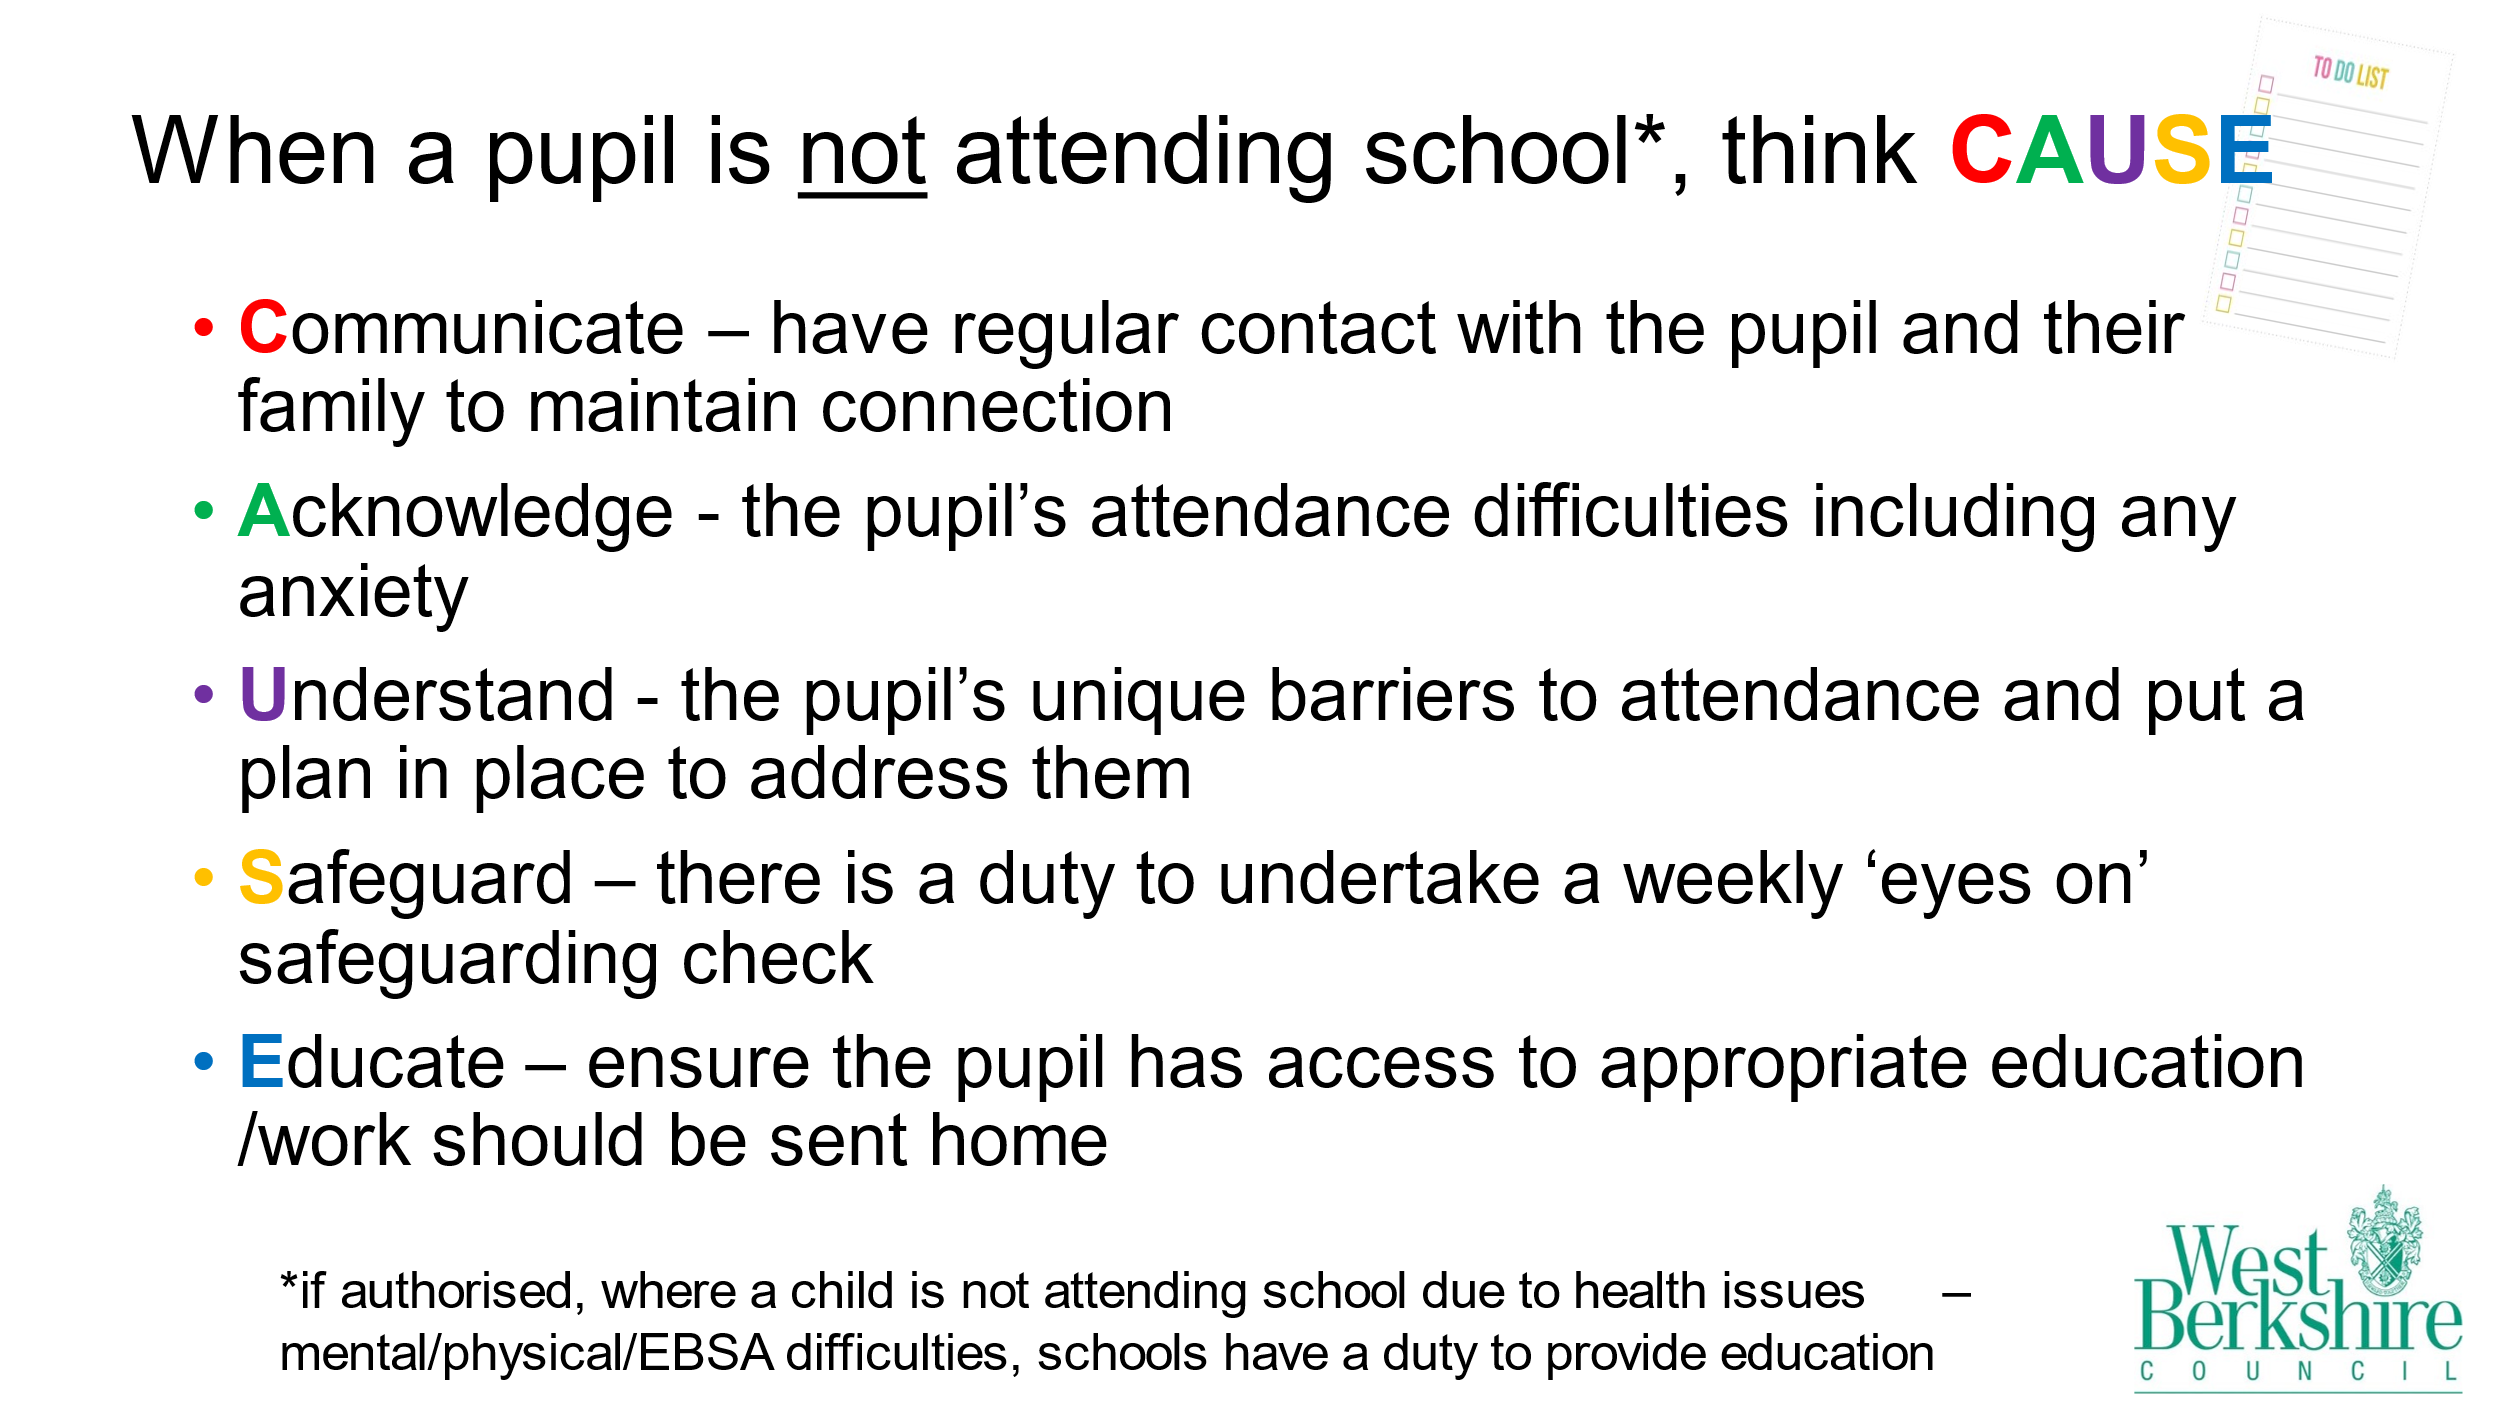 TO DO LIST
When a pupil is not attending school*, think CAUSE
• Communicate – have regular contact with the pupil and their
family to maintain connection
• Acknowledge - the pupil’s attendance difficulties including any
anxiety
• Understand - the pupil’s unique barriers to attendance and put a
plan in place to address them
• Safeguard – there is a duty to undertake a weekly ‘eyes on’
safeguarding check
• Educate – ensure the pupil has access to appropriate education
/work should be sent home
*if authorised, where a child is not attending school due to health issues –
mental/physical/EBSA difficulties, schools have a duty to provide education
West
Berkshire
COUNCIL